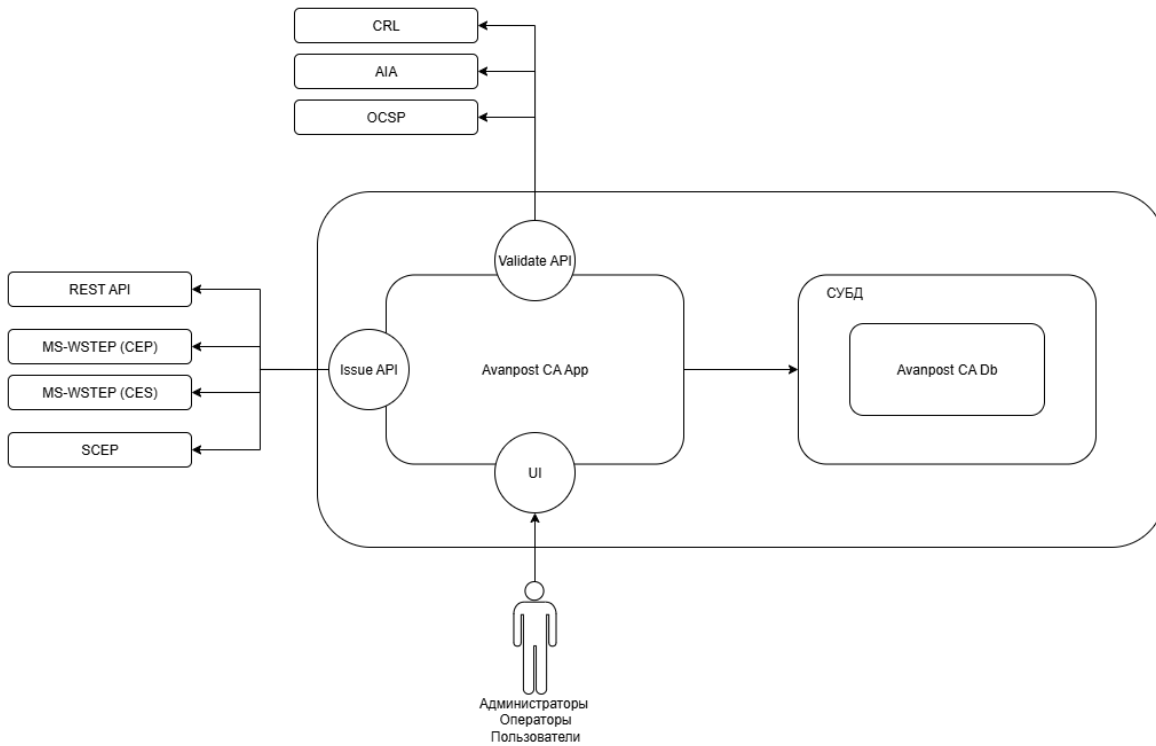 CRL
AIA
OCSP
Validate API
REST API
MS-WSTEP (CEP)
MS-WSTEP (CES)
SCEP
Issue API
Avanpost CA App
UI
СУБД
Avanpost CA Db
Администраторы
Операторы
Пользователи